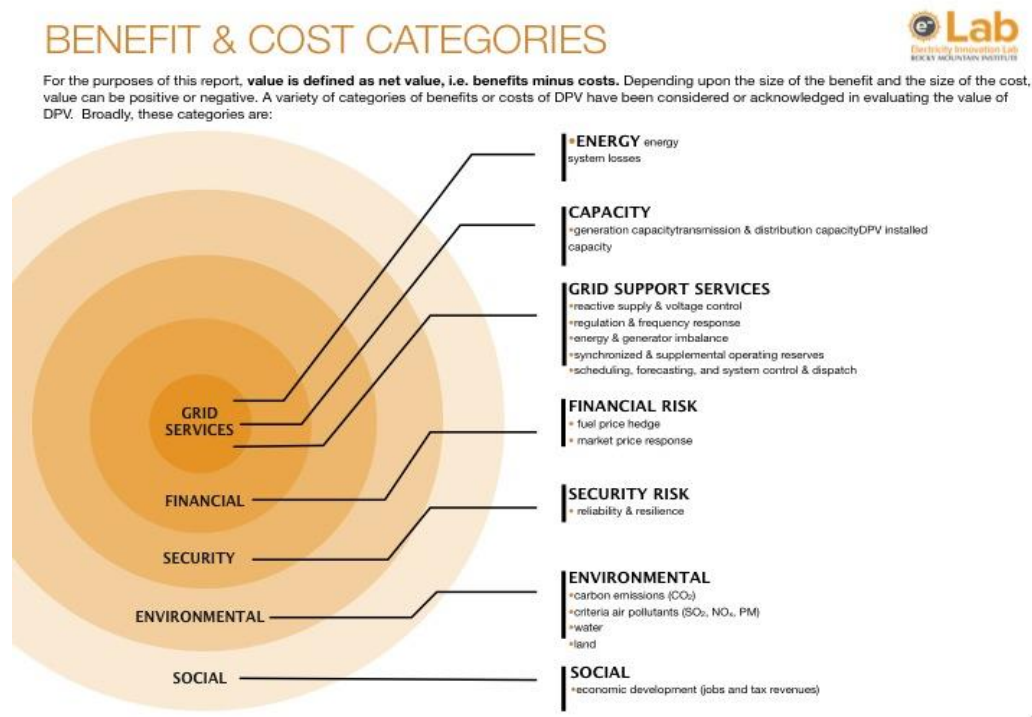 BENEFIT & COST CATEGORIES
e⁻ Lab
Electricity Innovation Lab
ROCKY MOUNTAIN INSTITUTE
For the purposes of this report, value is defined as net value, i.e. benefits minus costs. Depending upon the size of the benefit and the size of the cost,
value can be positive or negative. A variety of categories of benefits or costs of DPV have been considered or acknowledged in evaluating the value of
DPV. Broadly, these categories are:
•ENERGY energy
system losses
CAPACITY
•generation capacitytransmission & distribution capacityDPV installed
capacity
GRID SUPPORT SERVICES
•reactive supply & voltage control
•regulation & frequency response
•energy & generator imbalance
•synchronized & supplemental operating reserves
•scheduling, forecasting, and system control & dispatch
GRID
SERVICES
FINANCIAL RISK
• fuel price hedge
• market price response
FINANCIAL
SECURITY RISK
• reliability & resilience
SECURITY
ENVIRONMENTAL
•carbon emissions (CO₂)
•criteria air pollutants (SO₂, NOₓ, PM)
•water
•land
ENVIRONMENTAL
SOCIAL
•economic development (jobs and tax revenues)
SOCIAL